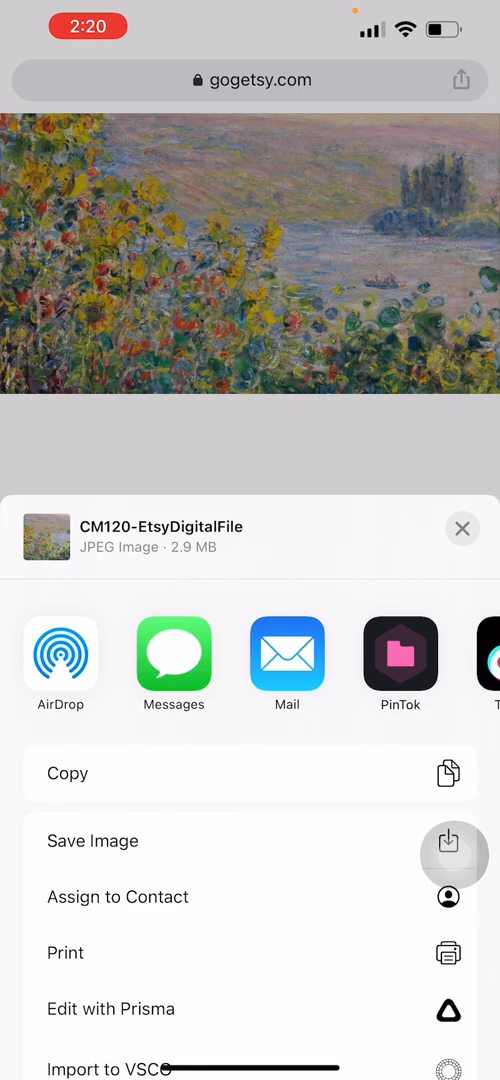 2:20
gogetsy.com
CM120-EtsyDigitalFile
JPEG Image · 2.9 MB
AirDrop
Messages
Mail
PinTok
T
Copy
Save Image
Assign to Contact
Print
Edit with Prisma
Import to VSCO